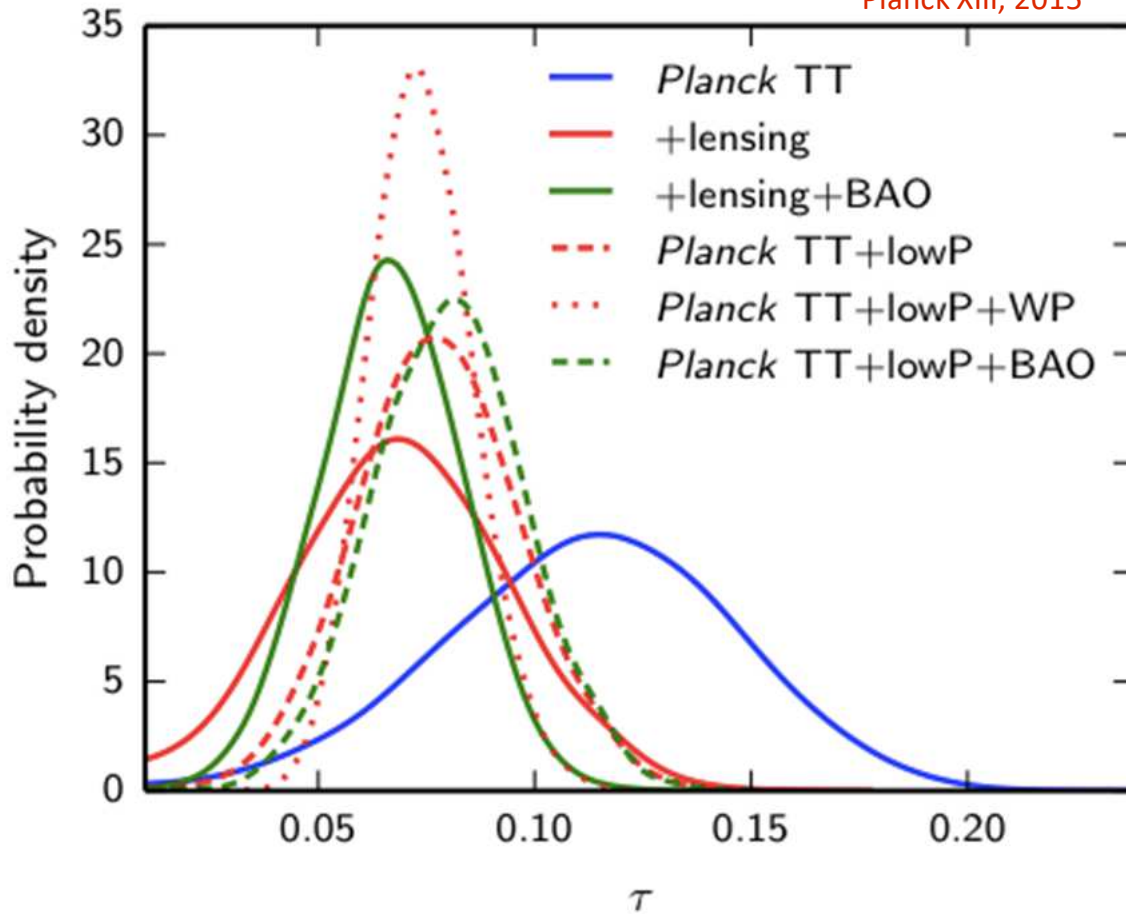 Planck XIII, 2015
35
30
25
20
15
10
5
0
Probability density
Planck TT
+lensing
+lensing+BAO
Planck TT+lowP
Planck TT+lowP+WP
Planck TT+lowP+BAO
0.05 0.10 0.15 0.20
τ